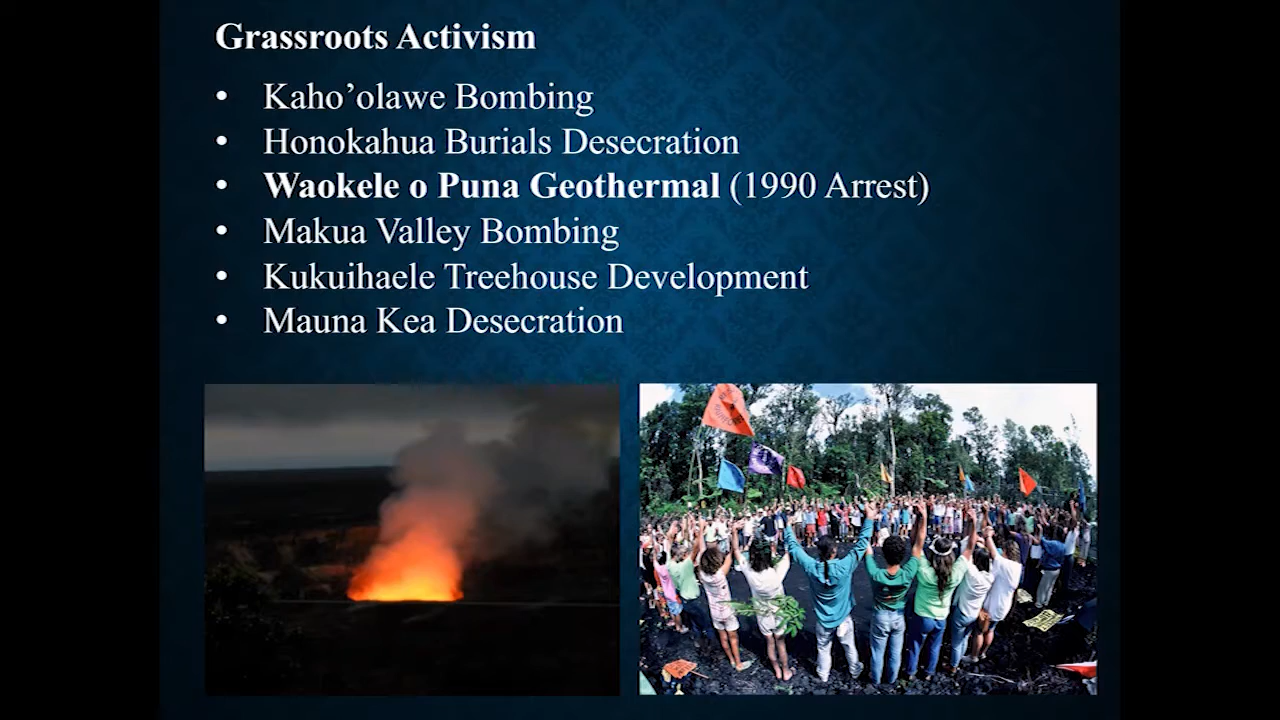 Grassroots Activism
• Kaho’olawe Bombing
• Honokahua Burials Desecration
• Waokele o Puna Geothermal (1990 Arrest)
• Makua Valley Bombing
• Kukuihaele Treehouse Development
• Mauna Kea Desecration